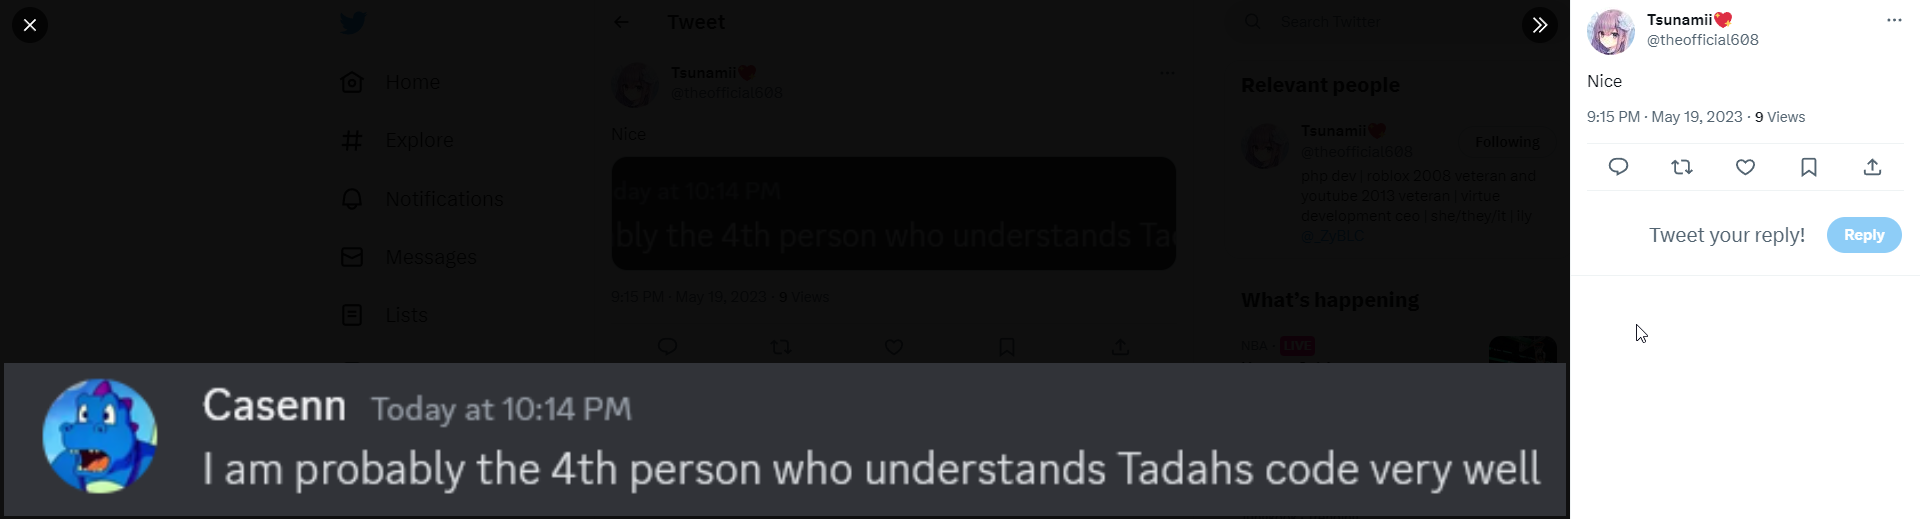 Tweet
Search Twitter
Home
Explore
Notifications
Messages
Lists
Tsunamii❤️
@theofficial608
Nice
day at 10:14 PM
bly the 4th person who understands Tad
9:15 PM · May 19, 2023 · 9 Views
Relevant people
Tsunamii❤️
@theofficial608
Following
php dev | roblox 2008 veteran and
youtube 2013 veteran | virtue
development ceo | she/they/it | ily
@_ZyBLC
What's happening
NBA · LIVE
Casenn Today at 10:14 PM
I am probably the 4th person who understands Tadahs code very well
Tsunamii💖
@theofficial608
Nice
9:15 PM · May 19, 2023 · 9 Views
Tweet your reply!
Reply